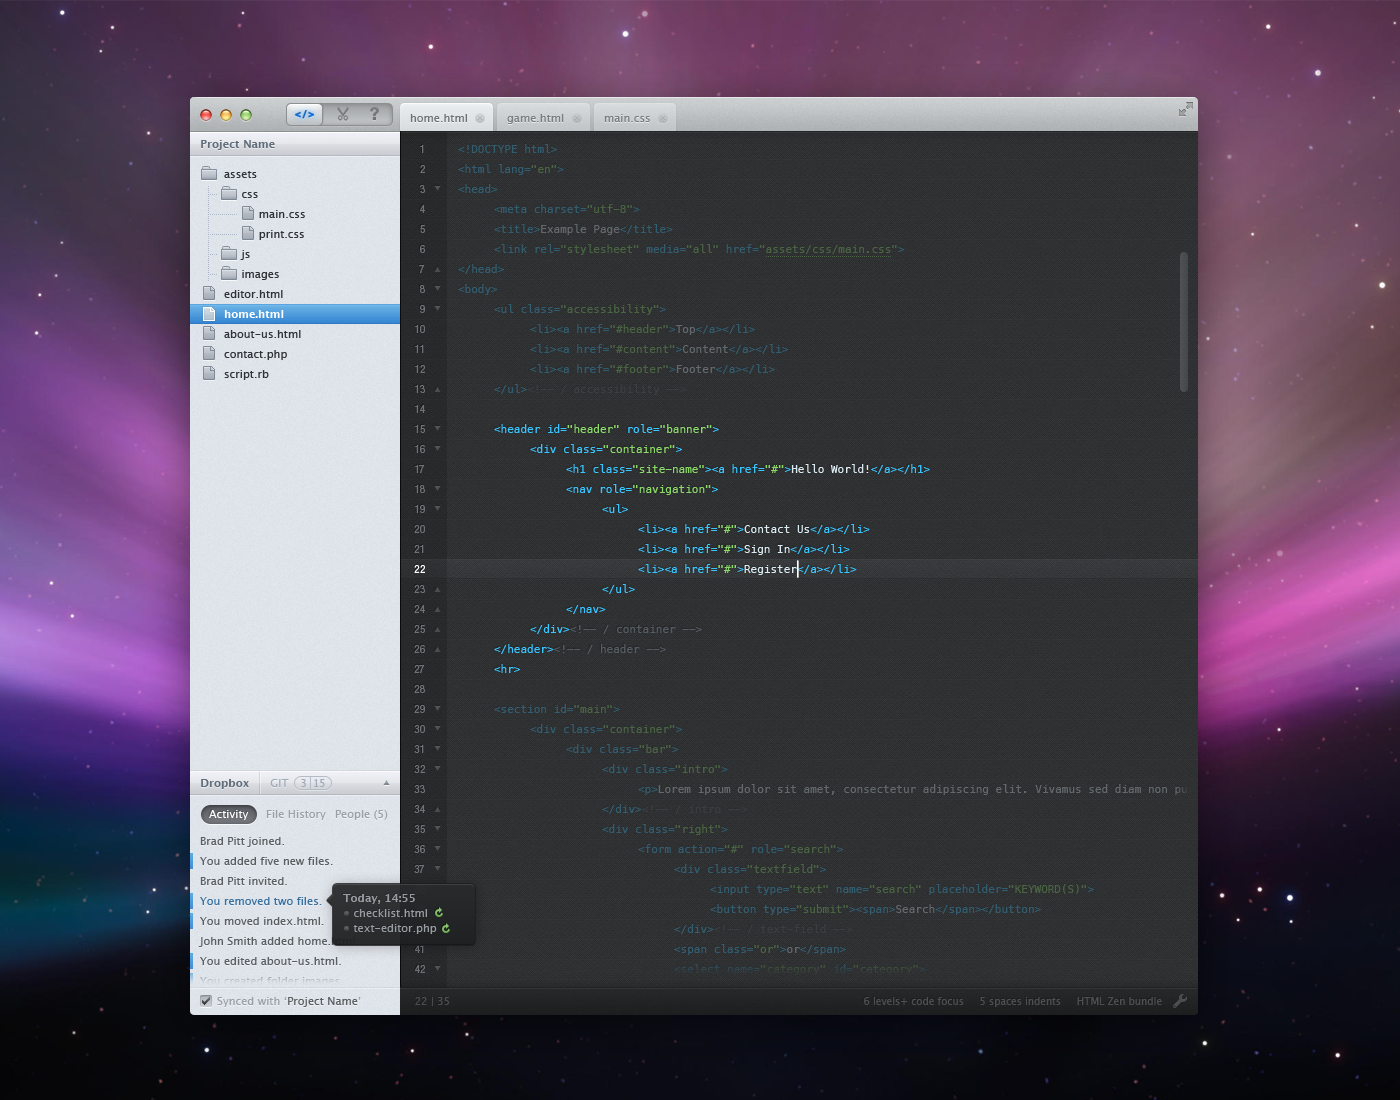 </> ?
home.html game.html main.css
Project Name
assets
css
main.css
print.css
js
images
editor.html
home.html
about-us.html
contact.php
script.rb
Dropbox GIT 3 15
Activity File History People (5)
Brad Pitt joined.
You added five new files.
Brad Pitt invited.
You removed two files.
You moved index.html.
John Smith added home.
You edited about-us.html.
You created folder images
Synced with 'Project Name'
Today, 14:55
checklist.html
text-editor.php
1 <!DOCTYPE html>
2 <html lang="en">
3 <head>
4 <meta charset="utf-8">
5 <title>Example Page</title>
6 <link rel="stylesheet" media="all" href="assets/css/main.css">
7 </head>
8 <body>
9 <ul class="accessibility">
10 <li><a href="#header">Top</a></li>
11 <li><a href="#content">Content</a></li>
12 <li><a href="#footer">Footer</a></li>
13 </ul><!-- / accessibility -->
14
15 <header id="header" role="banner">
16 <div class="container">
17 <h1 class="site-name"><a href="#">Hello World!</a></h1>
18 <nav role="navigation">
19 <ul>
20 <li><a href="#">Contact Us</a></li>
21 <li><a href="#">Sign In</a></li>
22 <li><a href="#">Register</a></li>
23 </ul>
24 </nav>
25 </div><!-- / container -->
26 </header><!-- / header -->
27 <hr>
28
29 <section id="main">
30 <div class="container">
31 <div class="bar">
32 <div class="intro">
33 <p>Lorem ipsum dolor sit amet, consectetur adipiscing elit. Vivamus sed diam non pu
34 </div><!-- / intro -->
35 <div class="right">
36 <form action="#" role="search">
37 <div class="textfield">
<input type="text" name="search" placeholder="KEYWORD(S)">
<button type="submit"><span>Search</span></button>
</div><!-- / text-field -->
41 <span class="or">or</span>
42 <select name="category" id="category">
22 | 35 6 levels+ code focus 5 spaces indents HTML Zen bundle